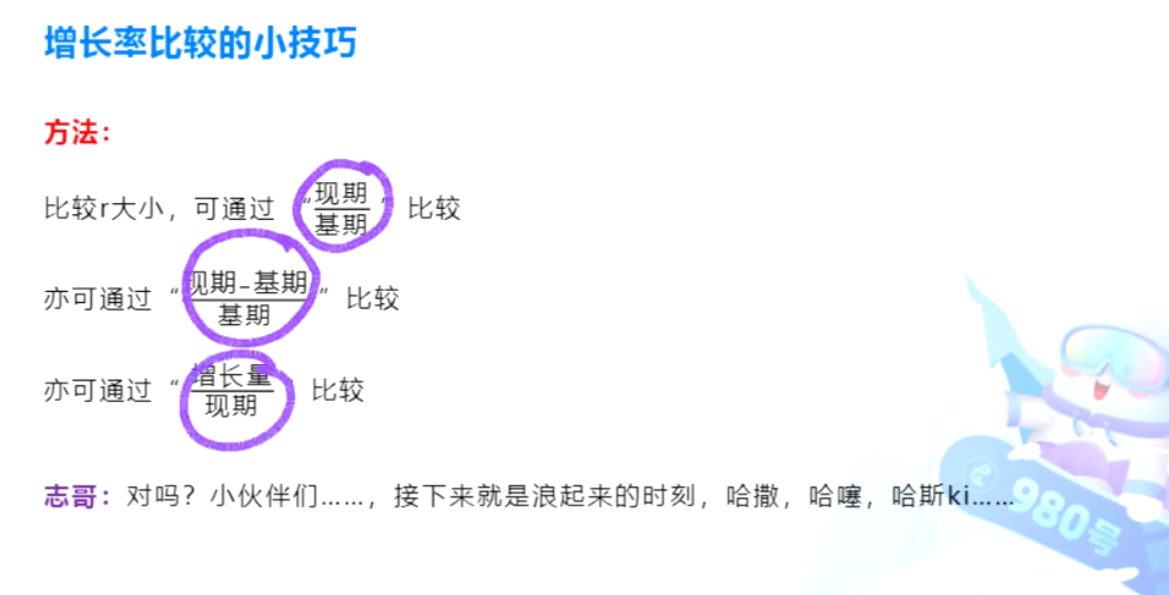 增长率比较的小技巧
方法：
比较r大小，可通过 “现期/基期” 比较
亦可通过 “现期-基期/基期” 比较
亦可通过 “增长量/现期” 比较
志哥：对吗？小伙伴们……，接下来就是浪起来的时刻，哈撒，哈噻，哈斯ki……
980号